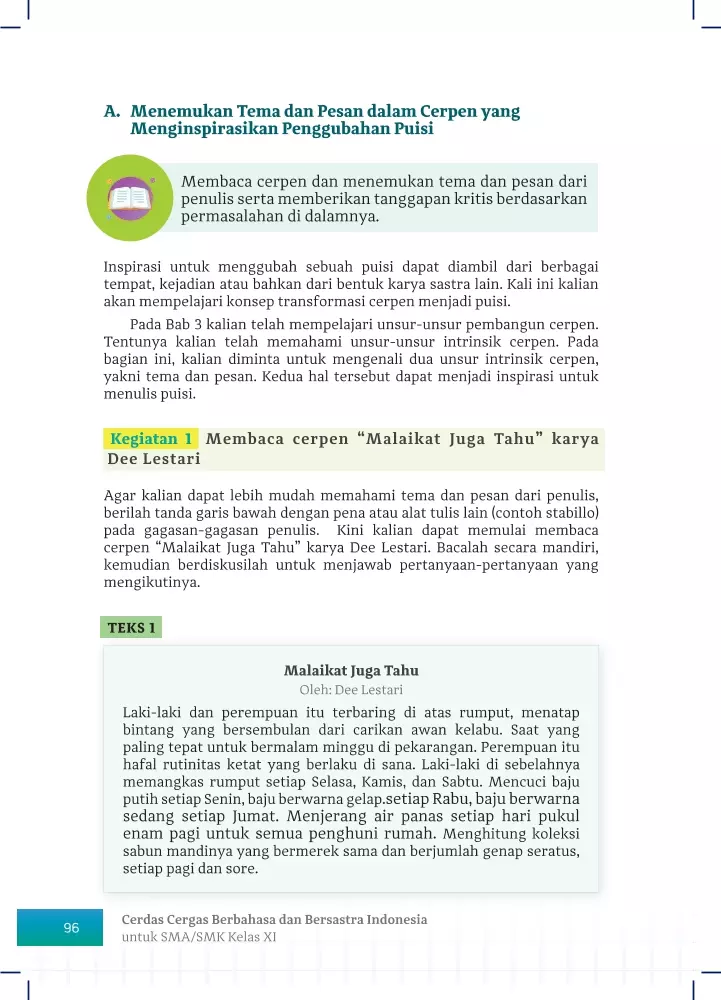 A. Menemukan Tema dan Pesan dalam Cerpen yang
Menginspirasikan Penggubahan Puisi
Membaca cerpen dan menemukan tema dan pesan dari
penulis serta memberikan tanggapan kritis berdasarkan
permasalahan di dalamnya.
Inspirasi untuk menggubah sebuah puisi dapat diambil dari berbagai
tempat, kejadian atau bahkan dari bentuk karya sastra lain. Kali ini kalian
akan mempelajari konsep transformasi cerpen menjadi puisi.
Pada Bab 3 kalian telah mempelajari unsur-unsur pembangun cerpen.
Tentunya kalian telah memahami unsur-unsur intrinsik cerpen. Pada
bagian ini, kalian diminta untuk mengenali dua unsur intrinsik cerpen,
yakni tema dan pesan. Kedua hal tersebut dapat menjadi inspirasi untuk
menulis puisi.
Kegiatan 1 Membaca cerpen “Malaikat Juga Tahu” karya
Dee Lestari
Agar kalian dapat lebih mudah memahami tema dan pesan dari penulis,
berilah tanda garis bawah dengan pena atau alat tulis lain (contoh stabillo)
pada gagasan-gagasan penulis. Kini kalian dapat memulai membaca
cerpen “Malaikat Juga Tahu” karya Dee Lestari. Bacalah secara mandiri,
kemudian berdiskusilah untuk menjawab pertanyaan-pertanyaan yang
mengikutinya.
TEKS 1
Malaikat Juga Tahu
Oleh: Dee Lestari
Laki-laki dan perempuan itu terbaring di atas rumput, menatap
bintang yang bersembulan dari carikan awan kelabu. Saat yang
paling tepat untuk bermalam minggu di pekarangan. Perempuan itu
hafal rutinitas ketat yang berlaku di sana. Laki-laki di sebelahnya
memangkas rumput setiap Selasa, Kamis, dan Sabtu. Mencuci baju
putih setiap Senin, baju berwarna gelap.setiap Rabu, baju berwarna
sedang setiap Jumat. Menjerang air panas setiap hari pukul
enam pagi untuk semua penghuni rumah. Menghitung koleksi
sabun mandinya yang bermerek sama dan berjumlah genap seratus,
setiap pagi dan sore.
96
Cerdas Cergas Berbahasa dan Bersastra Indonesia
untuk SMA/SMK Kelas XI